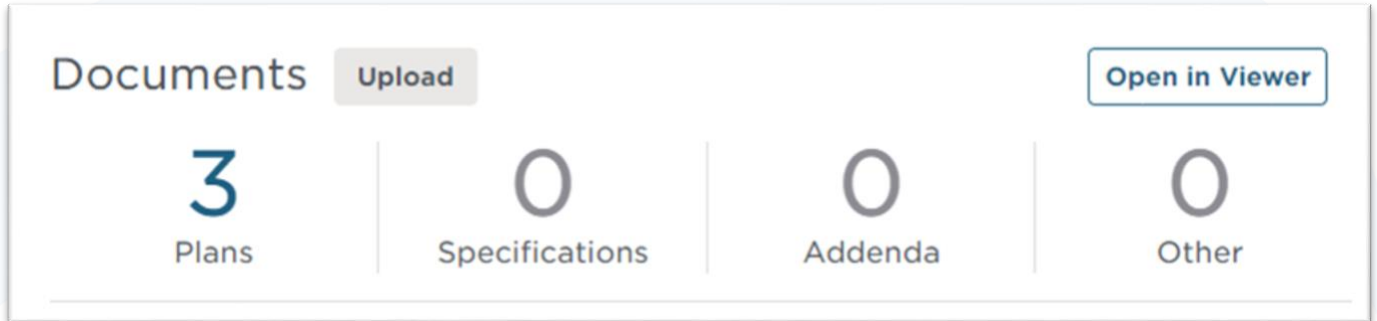 Documents Upload Open in Viewer
3 0 0 0
Plans Specifications Addenda Other